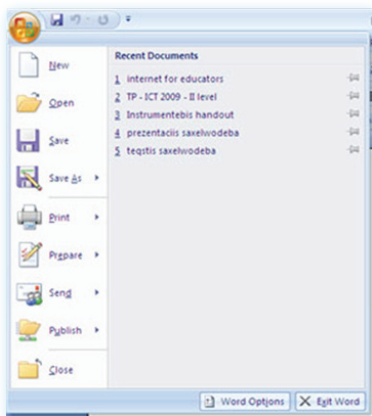 Recent Documents
New
1 internet for educators
2 TP - ICT 2009 - II level
Open
3 Instrumentebis handout
4 prezentaciis saxelwodeba
Save
5 teqstis saxelwodeba
Save As
Print
Prepare
Send
Publish
Close
Word Options
Exit Word